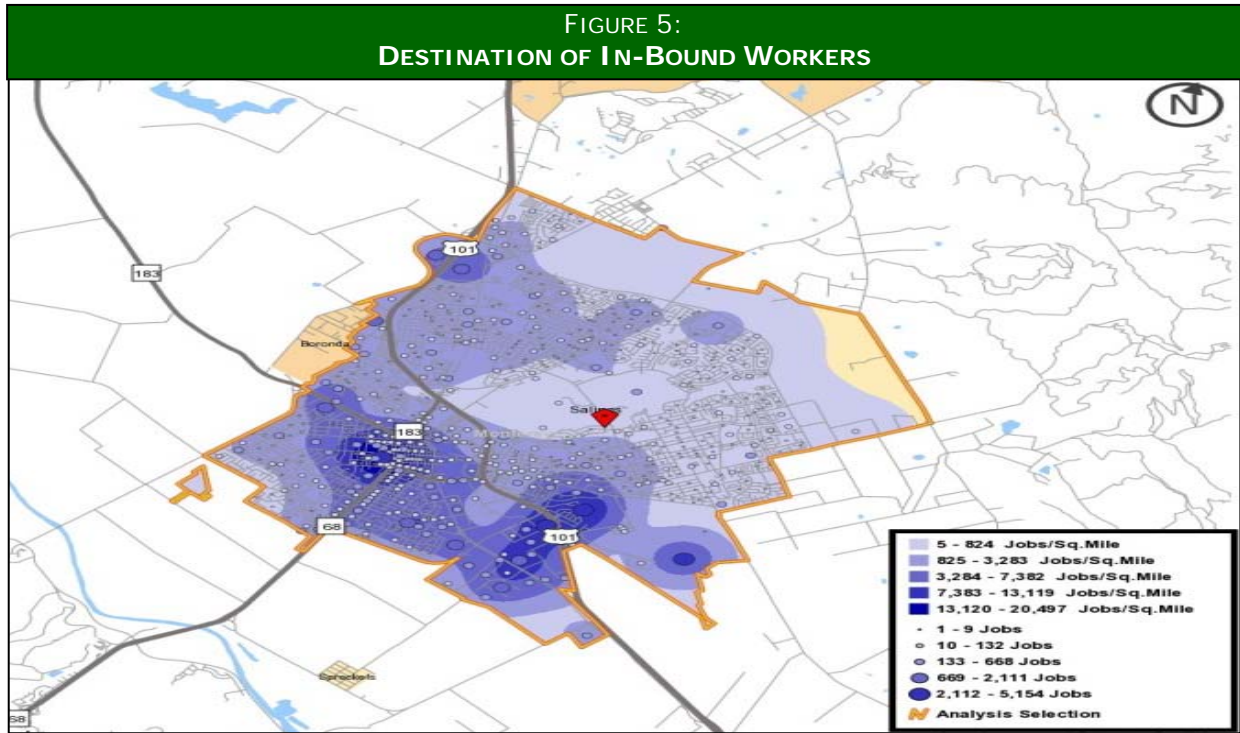 FIGURE 5:
DESTINATION OF IN-BOUND WORKERS
N
101
183
Boronda
Salinas
183
68
101
Spreckels
68
5 - 824 Jobs/Sq.Mile
825 - 3,283 Jobs/Sq.Mile
3,284 - 7,382 Jobs/Sq.Mile
7,383 - 13,119 Jobs/Sq.Mile
13,120 - 20,497 Jobs/Sq.Mile
1 - 9 Jobs
10 - 132 Jobs
133 - 668 Jobs
669 - 2,111 Jobs
2,112 - 5,154 Jobs
Analysis Selection